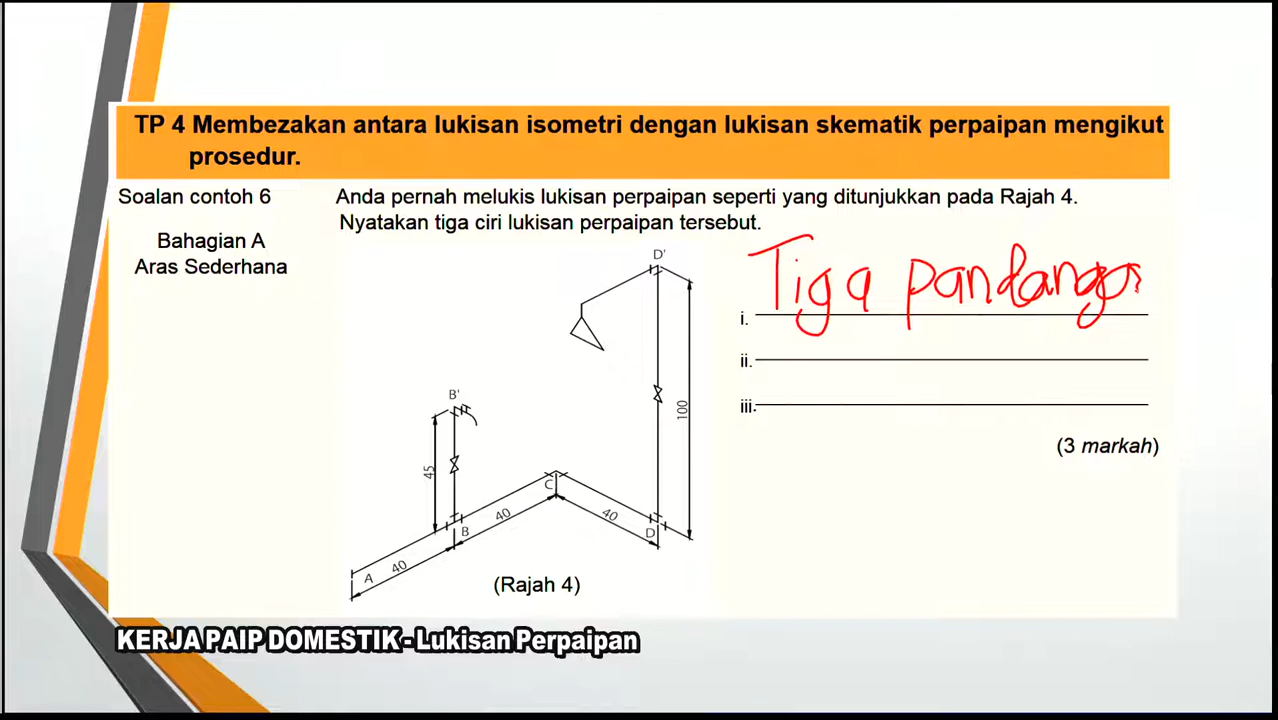 TP 4 Membezakan antara lukisan isometri dengan lukisan skematik perpaipan mengikut
prosedur.
Soalan contoh 6
Bahagian A
Aras Sederhana
Anda pernah melukis lukisan perpaipan seperti yang ditunjukkan pada Rajah 4.
Nyatakan tiga ciri lukisan perpaipan tersebut.
D'
Tiga pandangan
i.
ii.
iii.
(3 markah)
B'
100
45
C
40
40
B
D
A
40
(Rajah 4)
KERJA PAIP DOMESTIK - Lukisan Perpaipan